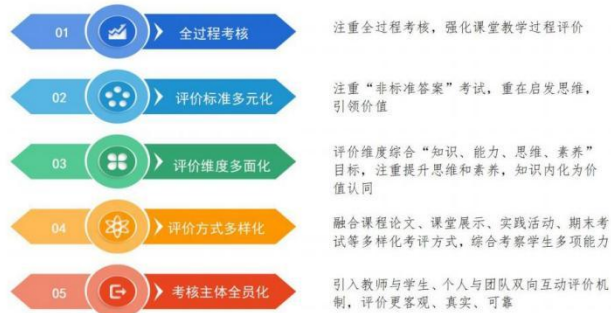 01 全过程考核
注重全过程考核，强化课堂教学过程评价
02 评价标准多元化
注重“非标准答案”考试，重在启发思维，
引领价值
03 评价维度多面化
评价维度综合“知识、能力、思维、素养”
目标，注重提升思维和素养，知识内化为价
值认同
04 评价方式多样化
融合课程论文、课堂展示、实践活动、期末考
试等多样化考评方式，综合考察学生多项能力
05 考核主体全员化
引入教师与学生、个人与团队双向互动评价机
制，评价更客观、真实、可靠